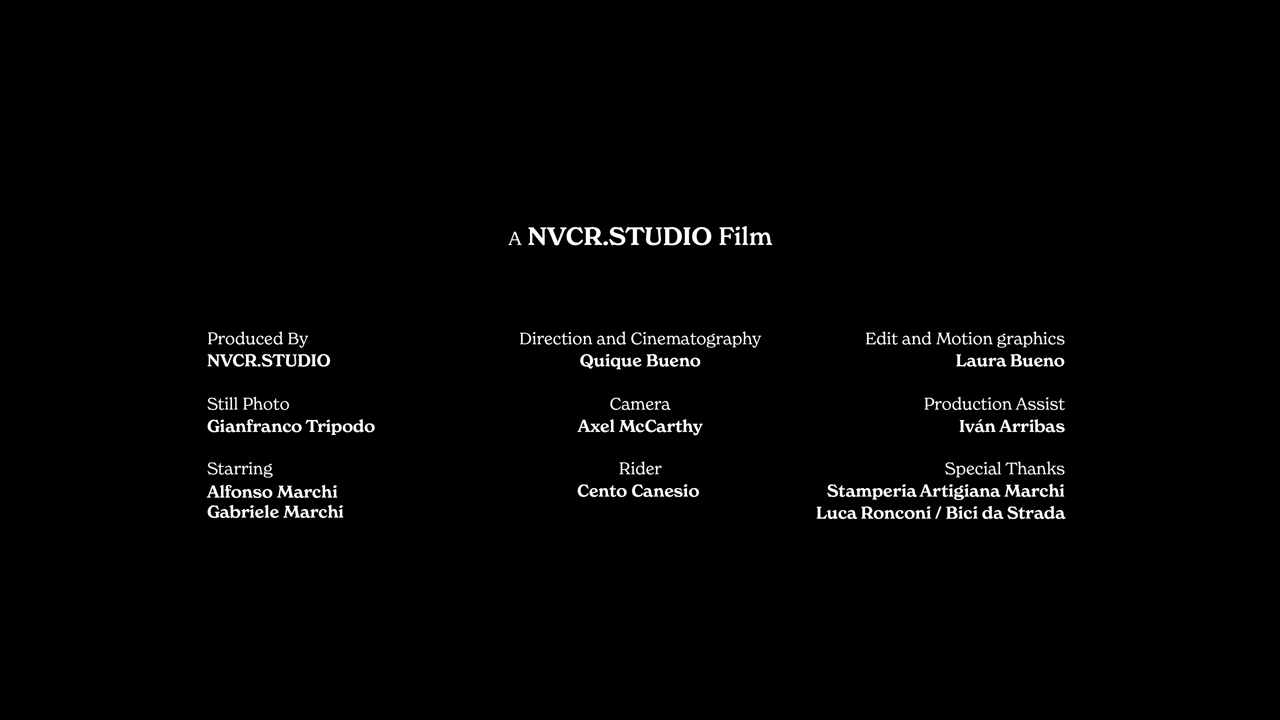 A NVCR.STUDIO Film
Produced By
NVCR.STUDIO
Direction and Cinematography
Quique Bueno
Edit and Motion graphics
Laura Bueno
Still Photo
Gianfranco Tripodo
Camera
Axel McCarthy
Production Assist
Iván Arribas
Starring
Alfonso Marchi
Gabriele Marchi
Rider
Cento Canesio
Special Thanks
Stamperia Artigiana Marchi
Luca Ronconi / Bici da Strada